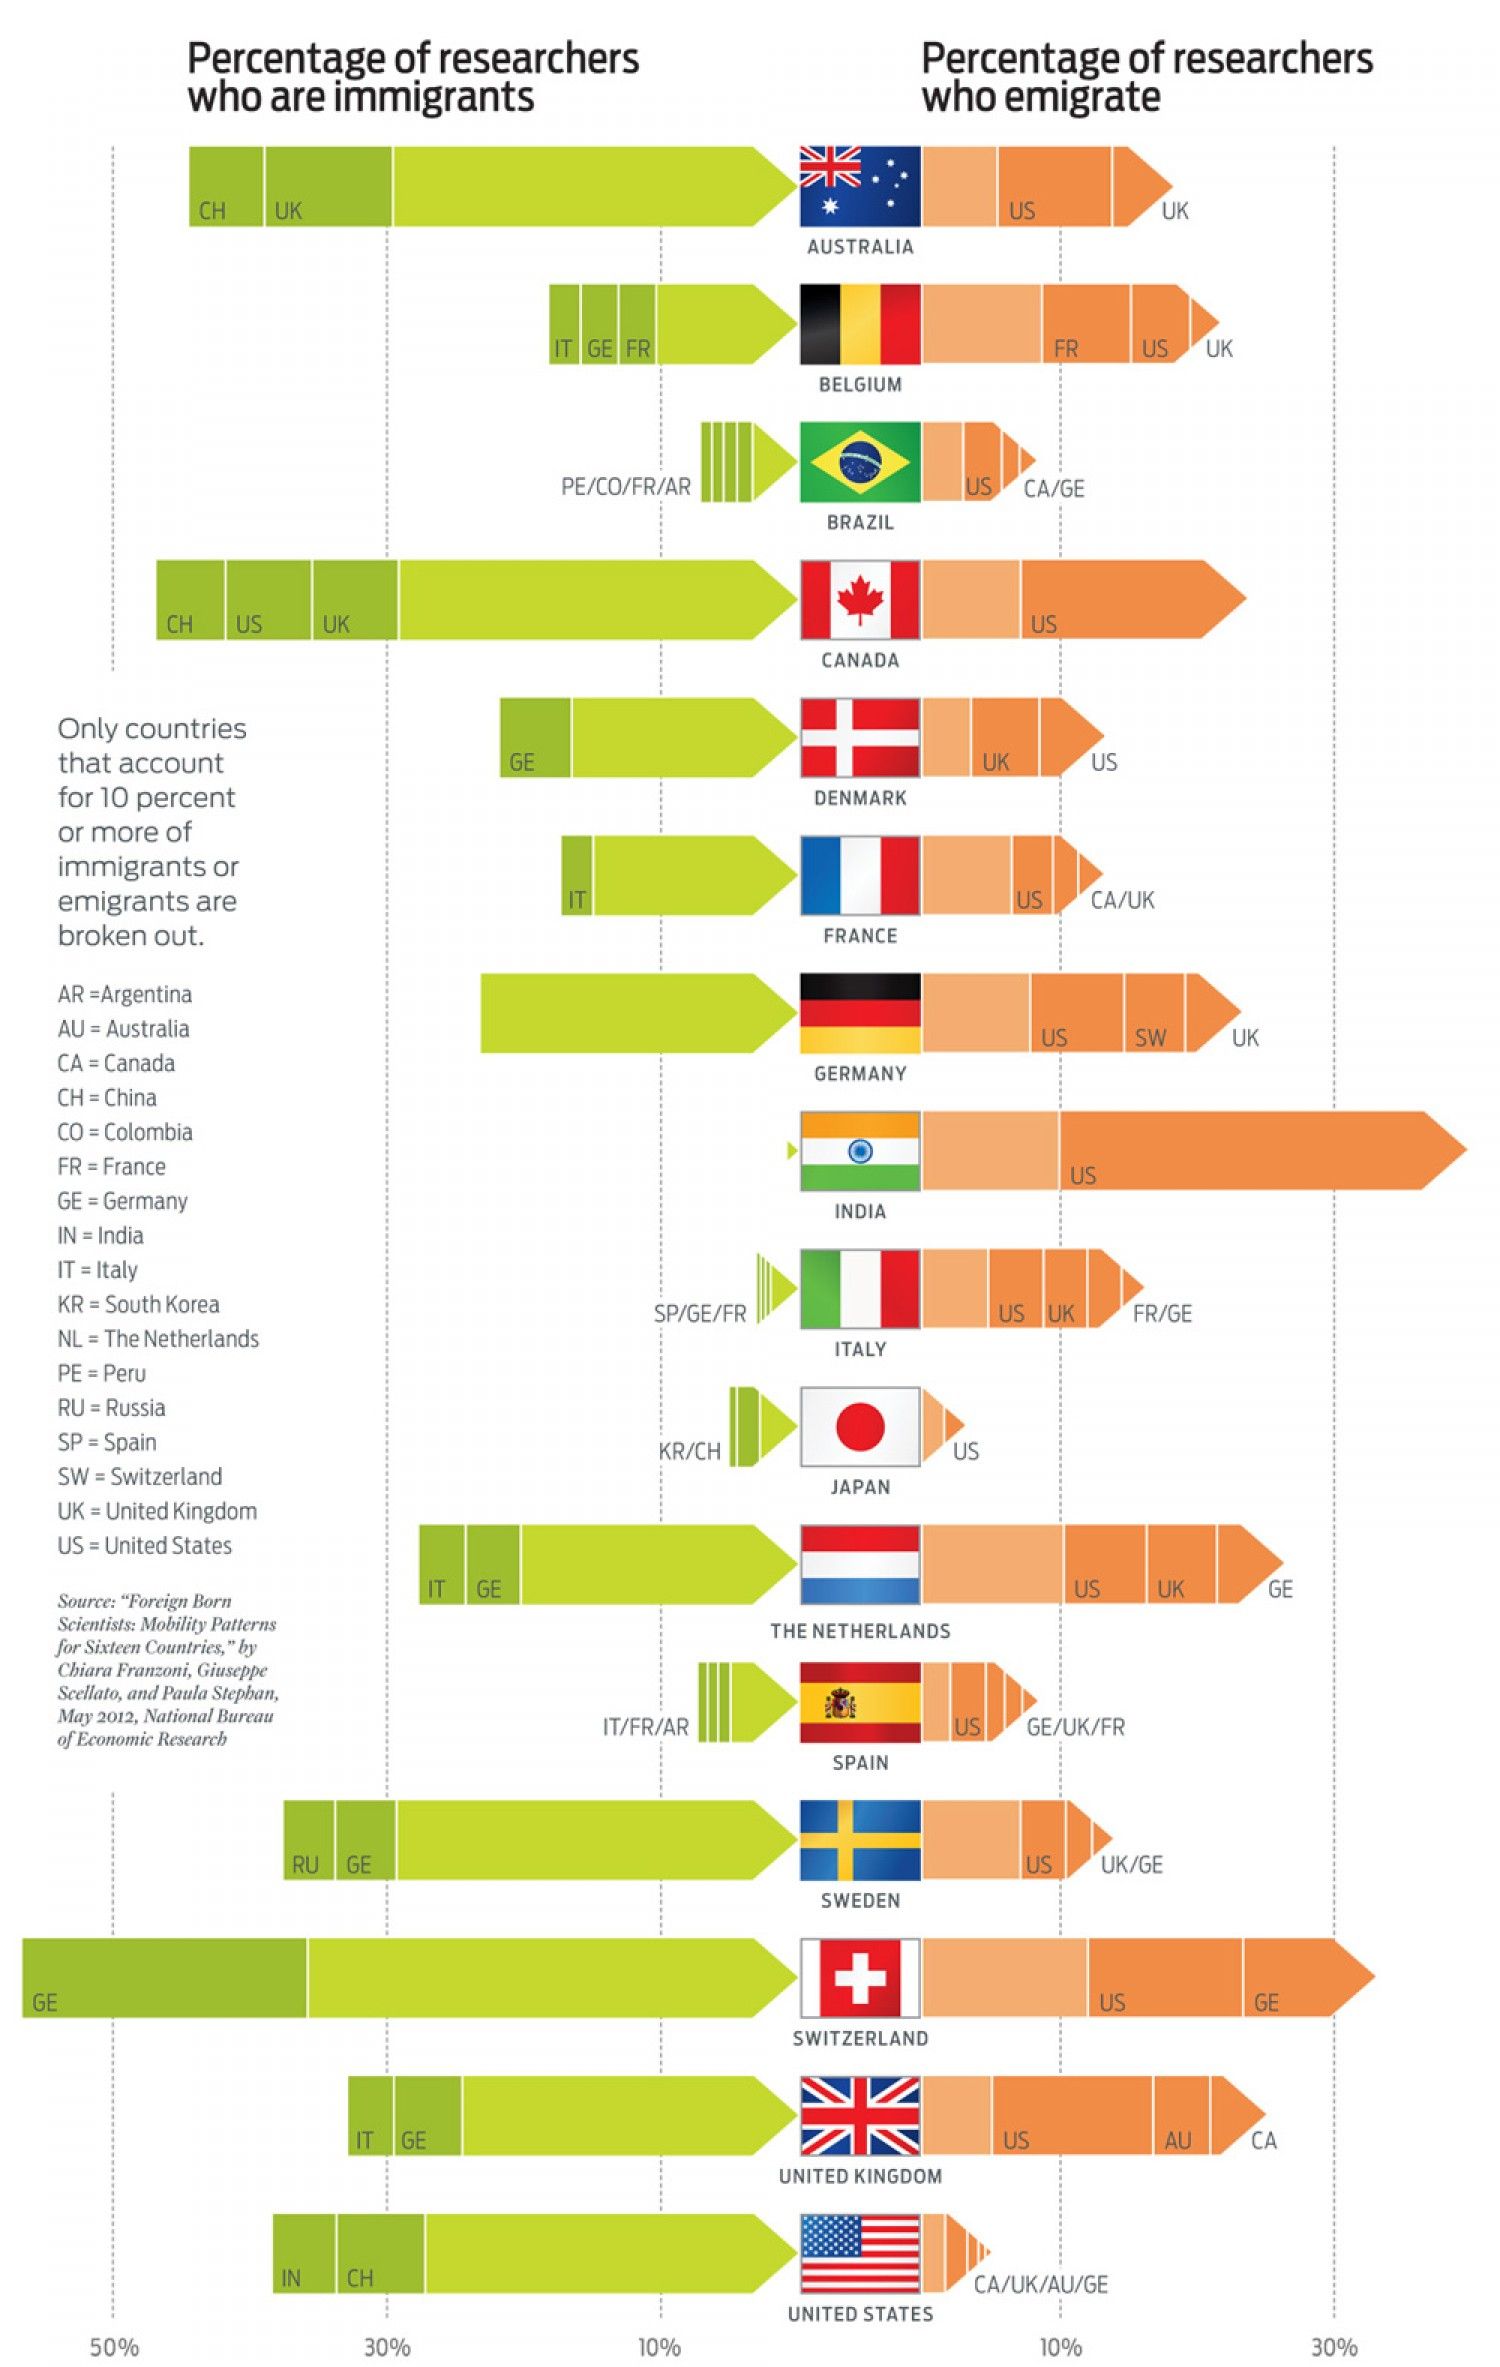 Percentage of researchers
who are immigrants
Percentage of researchers
who emigrate
CH UK
US UK
AUSTRALIA
IT GE FR
FR US UK
BELGIUM
PE/CO/FR/AR
US CA/GE
BRAZIL
CH US UK
US
CANADA
GE
UK US
DENMARK
IT
US CA/UK
FRANCE
US SW UK
GERMANY
US
INDIA
SP/GE/FR
US UK FR/GE
ITALY
KR/CH
US
JAPAN
IT GE
US UK GE
THE NETHERLANDS
IT/FR/AR
US GE/UK/FR
SPAIN
RU GE
US UK/GE
SWEDEN
GE
US GE
SWITZERLAND
IT GE
US AU CA
UNITED KINGDOM
IN CH
CA/UK/AU/GE
UNITED STATES
50% 30% 10% 10% 30%
Only countries
that account
for 10 percent
or more of
immigrants or
emigrants are
broken out.
AR =Argentina
AU = Australia
CA = Canada
CH = China
CO = Colombia
FR = France
GE = Germany
IN = India
IT = Italy
KR = South Korea
NL = The Netherlands
PE = Peru
RU = Russia
SP = Spain
SW = Switzerland
UK = United Kingdom
US = United States
Source: “Foreign Born
Scientists: Mobility Patterns
for Sixteen Countries,” by
Chiara Franzoni, Giuseppe
Scellato, and Paula Stephan,
May 2012, National Bureau
of Economic Research